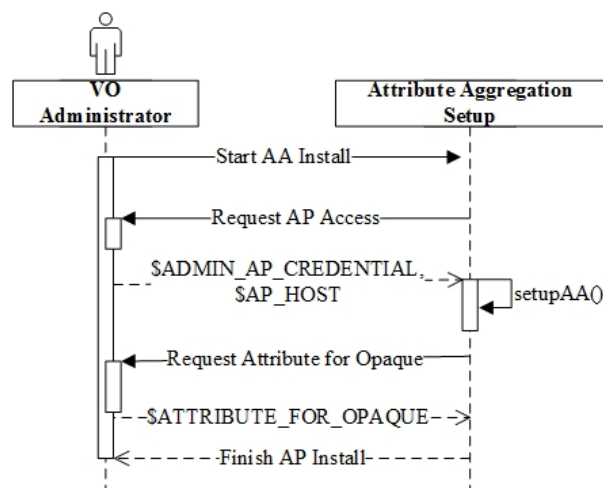 VO
Administrator
Attribute Aggregation
Setup
Start AA Install
Request AP Access
$ADMIN_AP_CREDENTIAL,
$AP_HOST
setupAA()
Request Attribute for Opaque
$ATTRIBUTE_FOR_OPAQUE
Finish AP Install